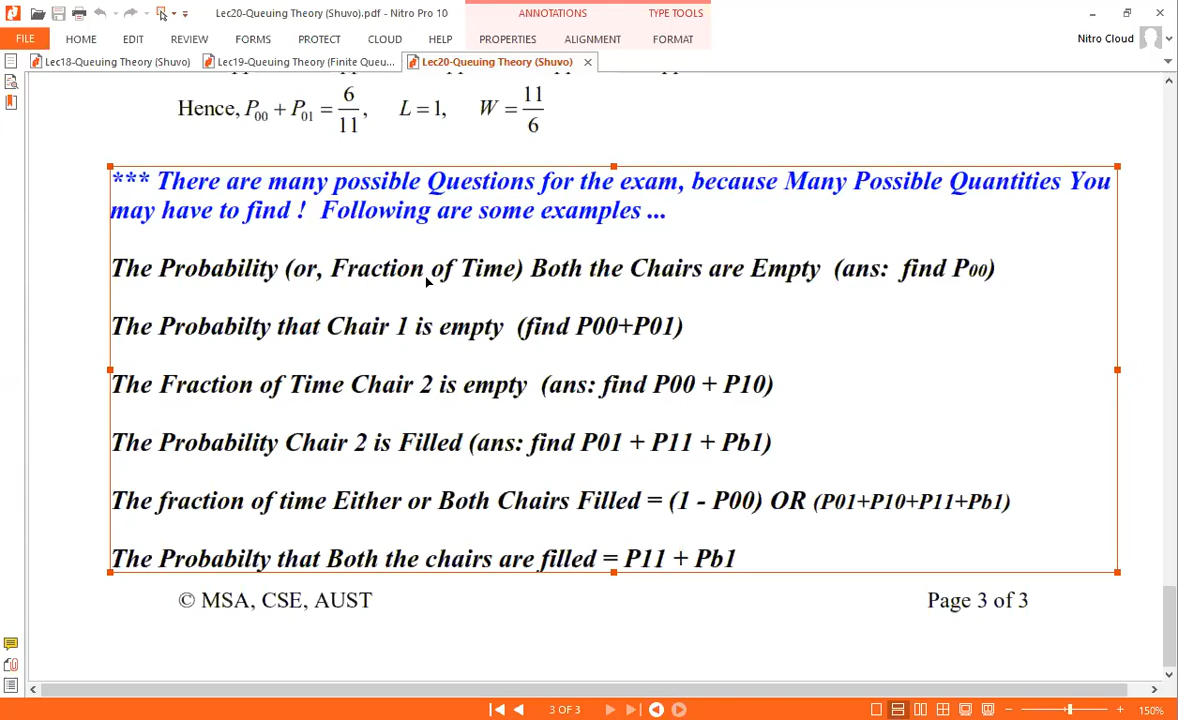 Lec20-Queuing Theory (Shuvo).pdf - Nitro Pro 10
ANNOTATIONS
TYPE TOOLS
FILE
HOME
EDIT
REVIEW
FORMS
PROTECT
CLOUD
HELP
PROPERTIES
ALIGNMENT
FORMAT
Nitro Cloud
Lec18-Queuing Theory (Shuvo)
Lec19-Queuing Theory (Finite Queu...
Lec20-Queuing Theory (Shuvo)
Hence, P00 + P01 = 6/11, L = 1, W = 11/6
*** There are many possible Questions for the exam, because Many Possible Quantities You
may have to find ! Following are some examples ...
The Probability (or, Fraction of Time) Both the Chairs are Empty (ans: find P00)
The Probabilty that Chair 1 is empty (find P00+P01)
The Fraction of Time Chair 2 is empty (ans: find P00 + P10)
The Probability Chair 2 is Filled (ans: find P01 + P11 + Pb1)
The fraction of time Either or Both Chairs Filled = (1 - P00) OR (P01+P10+P11+Pb1)
The Probabilty that Both the chairs are filled = P11 + Pb1
© MSA, CSE, AUST
Page 3 of 3
3 OF 3
150%